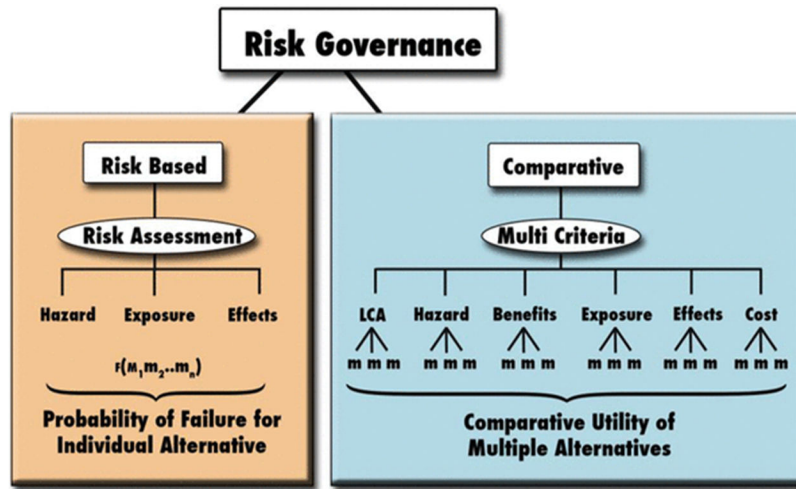 Risk Governance
Risk Based
Risk Assessment
Hazard Exposure Effects
F(M₁m₂..mₙ)
Probability of Failure for
Individual Alternative
Comparative
Multi Criteria
LCA Hazard Benefits Exposure Effects Cost
m m m m m m m m m m m m m m m m m m
Comparative Utility of
Multiple Alternatives